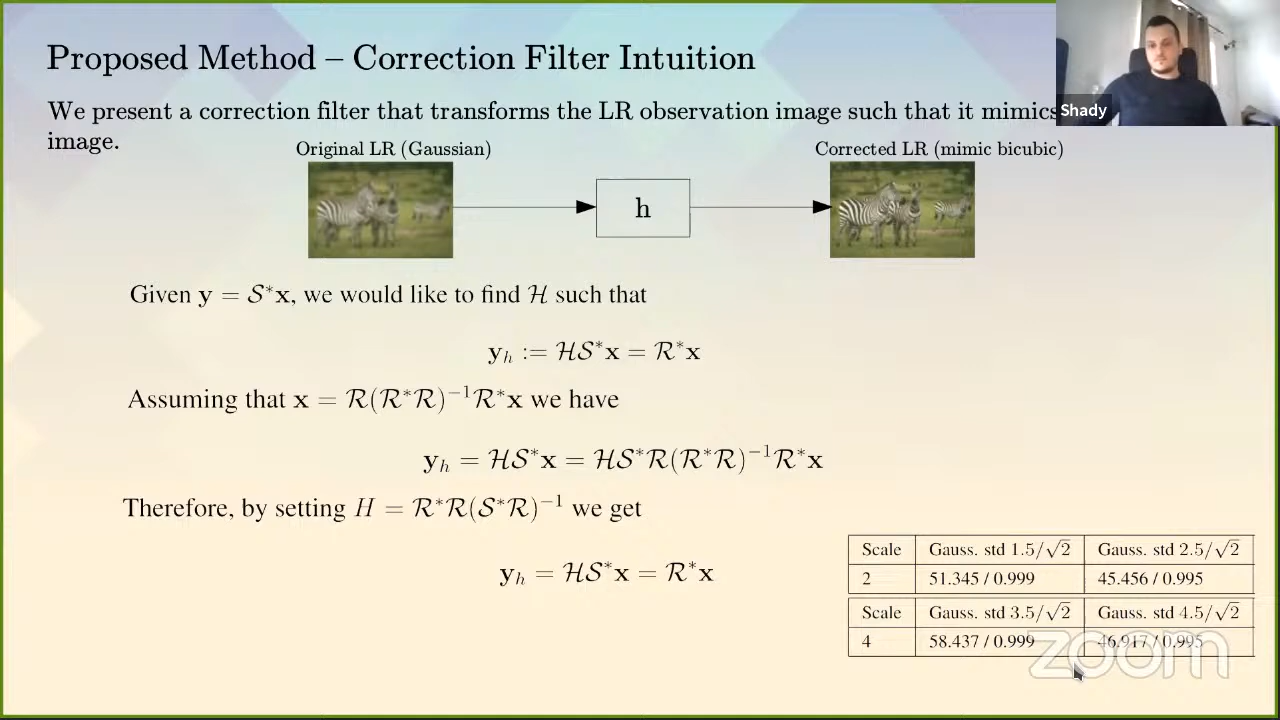 Proposed Method – Correction Filter Intuition
We present a correction filter that transforms the LR observation image such that it mimics
image.
Shady
Original LR (Gaussian)
Corrected LR (mimic bicubic)
h
Given y = 𝒮*x, we would like to find ℋ such that
y_h := ℋ𝒮*x = ℛ*x
Assuming that x = ℛ(ℛ*ℛ)⁻¹ℛ*x we have
y_h = ℋ𝒮*x = ℋ𝒮*ℛ(ℛ*ℛ)⁻¹ℛ*x
Therefore, by setting H = ℛ*ℛ(𝒮*ℛ)⁻¹ we get
y_h = ℋ𝒮*x = ℛ*x
Scale Gauss. std 1.5/√2 Gauss. std 2.5/√2
2 51.345 / 0.999 45.456 / 0.995
Scale Gauss. std 3.5/√2 Gauss. std 4.5/√2
4 58.437 / 0.999 46.917 / 0.995
zoom